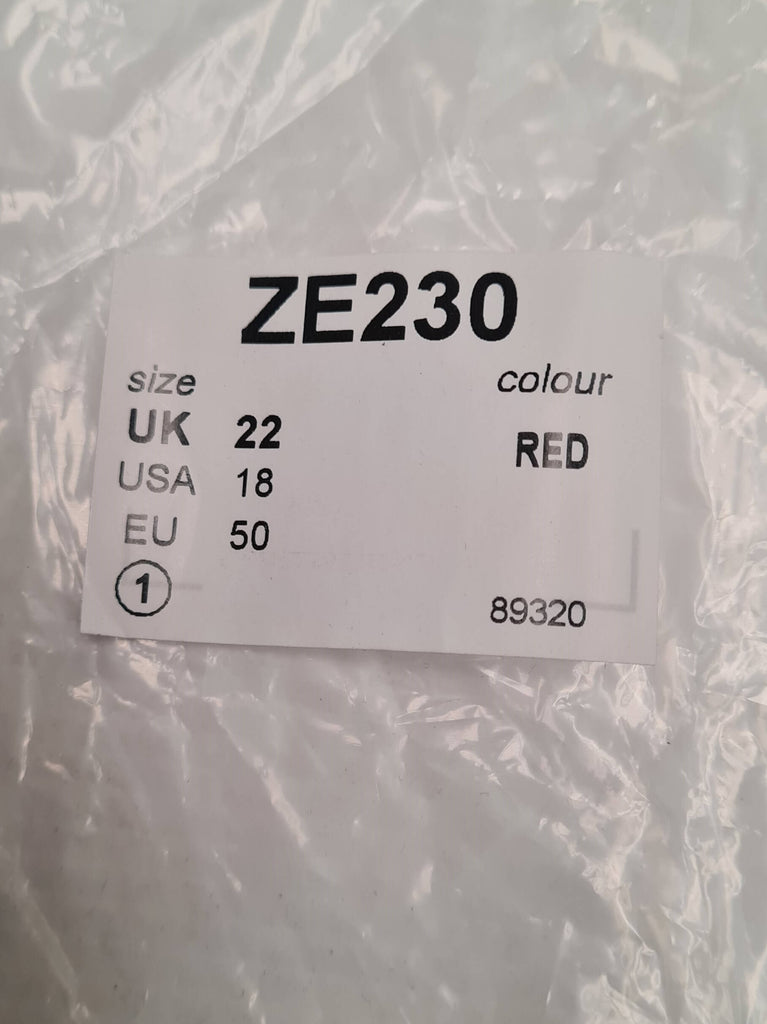 ZE230
size colour
UK 22 RED
USA 18
EU 50
1 89320